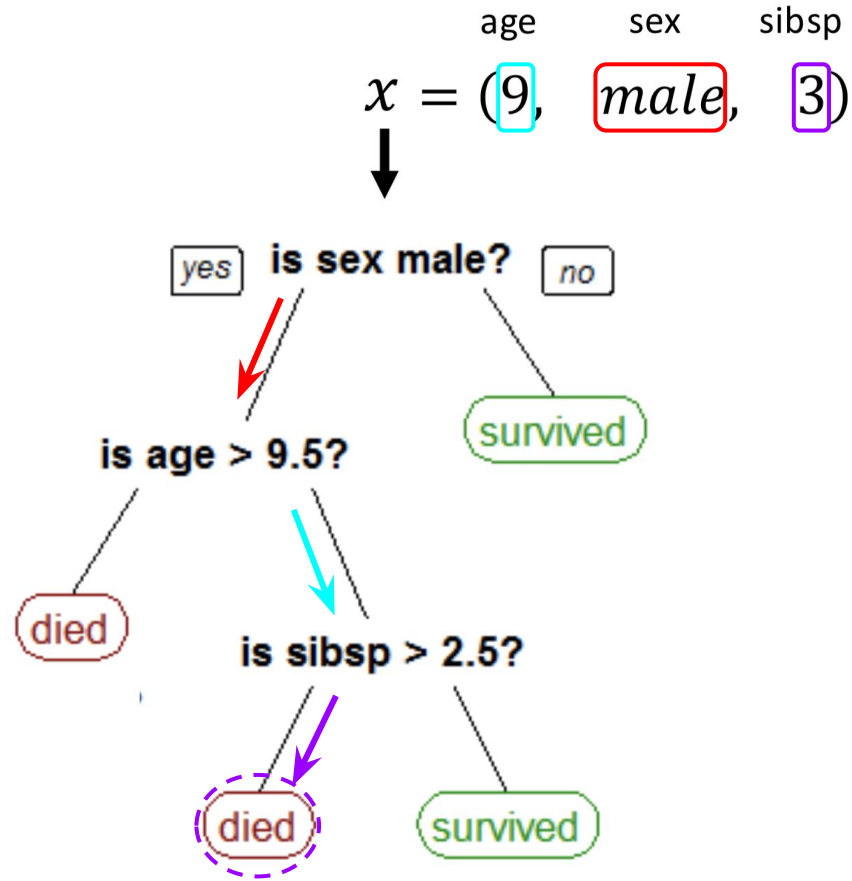 age sex sibsp
x = (9, male, 3)
yes is sex male? no
survived
is age > 9.5?
died
is sibsp > 2.5?
died survived